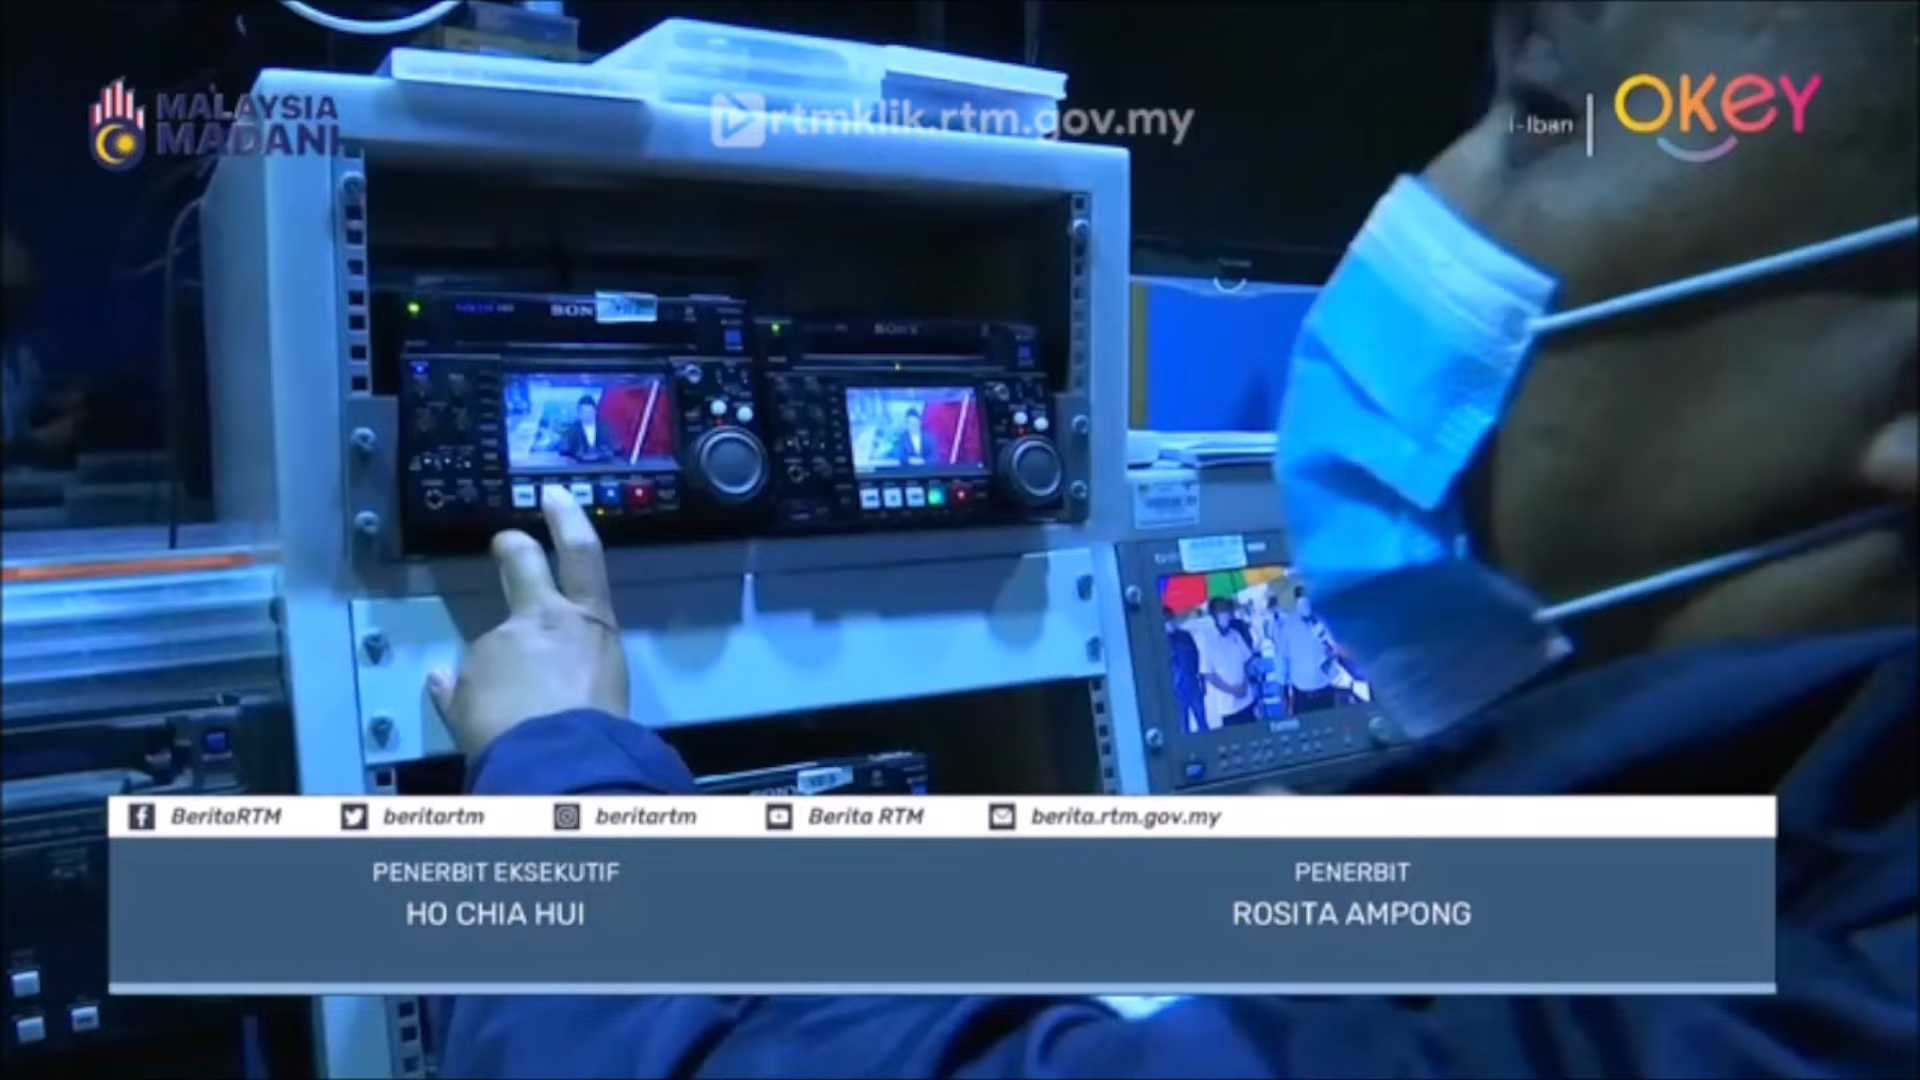 MALAYSIA
MADANI
rtmklik.rtm.gov.my
i-Iban
OKEY
SONY
BeritaRTM
beritartm
beritartm
Berita RTM
berita.rtm.gov.my
PENERBIT EKSEKUTIF
HO CHIA HUI
PENERBIT
ROSITA AMPONG